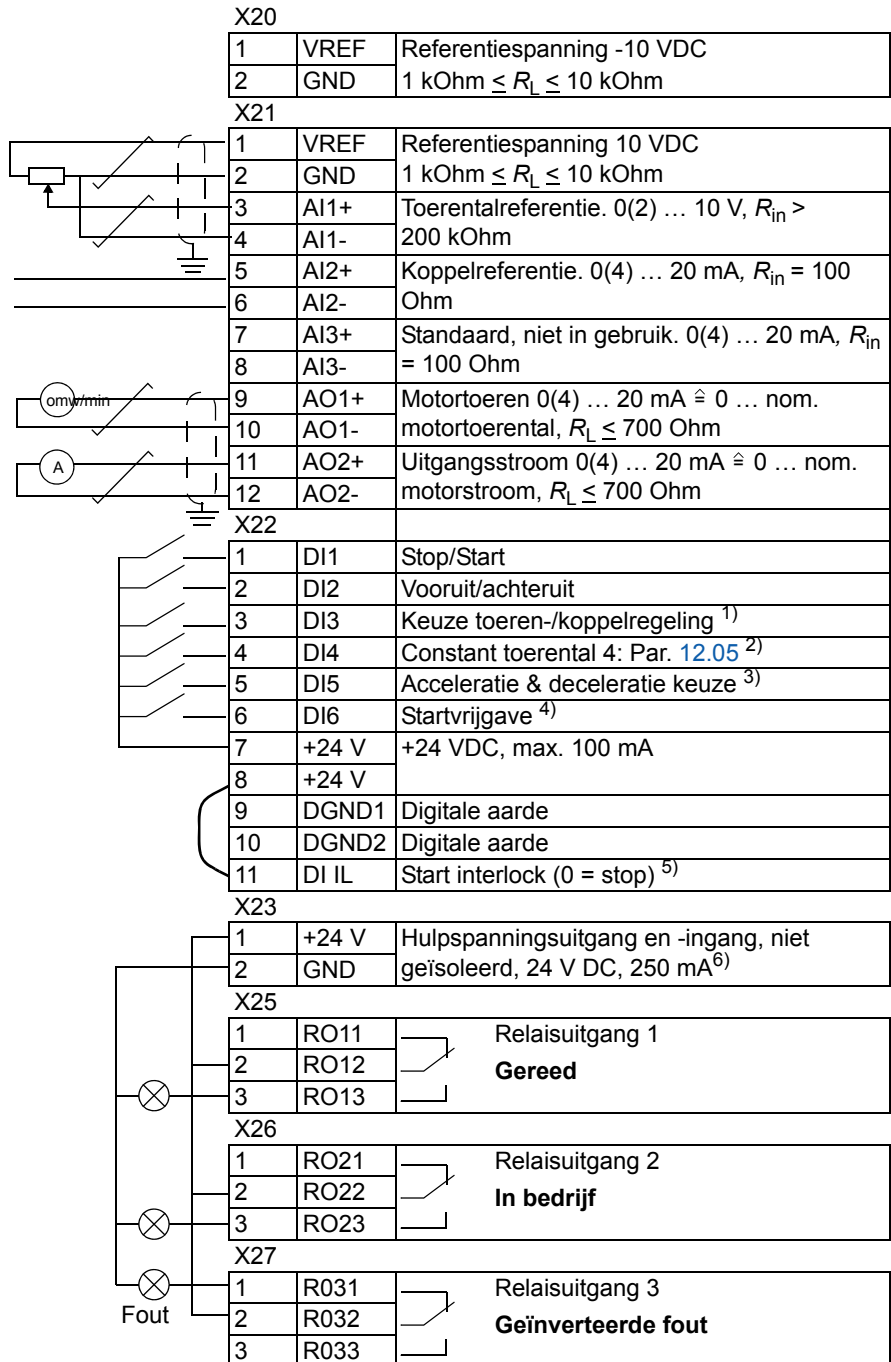 X20
1 VREF Referentiespanning -10 VDC
2 GND 1 kOhm ≤ RL ≤ 10 kOhm
X21
1 VREF Referentiespanning 10 VDC
2 GND 1 kOhm ≤ RL ≤ 10 kOhm
3 AI1+ Toerentalreferentie. 0(2) … 10 V, Rin >
4 AI1- 200 kOhm
5 AI2+ Koppelreferentie. 0(4) … 20 mA, Rin = 100
6 AI2- Ohm
7 AI3+ Standaard, niet in gebruik. 0(4) … 20 mA, Rin
8 AI3- = 100 Ohm
omw/min 9 AO1+ Motortoeren 0(4) … 20 mA ≙ 0 … nom.
10 AO1- motortoerental, RL ≤ 700 Ohm
A 11 AO2+ Uitgangsstroom 0(4) … 20 mA ≙ 0 … nom.
12 AO2- motorstroom, RL ≤ 700 Ohm
X22
1 DI1 Stop/Start
2 DI2 Vooruit/achteruit
3 DI3 Keuze toeren-/koppelregeling 1)
4 DI4 Constant toerental 4: Par. 12.05 2)
5 DI5 Acceleratie & deceleratie keuze 3)
6 DI6 Startvrijgave 4)
7 +24 V +24 VDC, max. 100 mA
8 +24 V
9 DGND1 Digitale aarde
10 DGND2 Digitale aarde
11 DI IL Start interlock (0 = stop) 5)
X23
1 +24 V Hulpspanningsuitgang en -ingang, niet
2 GND geïsoleerd, 24 V DC, 250 mA6)
X25
1 RO11 Relaisuitgang 1
2 RO12 Gereed
3 RO13
X26
1 RO21 Relaisuitgang 2
2 RO22 In bedrijf
3 RO23
X27
1 R031 Relaisuitgang 3
Fout 2 R032 Geïnverteerde fout
3 R033